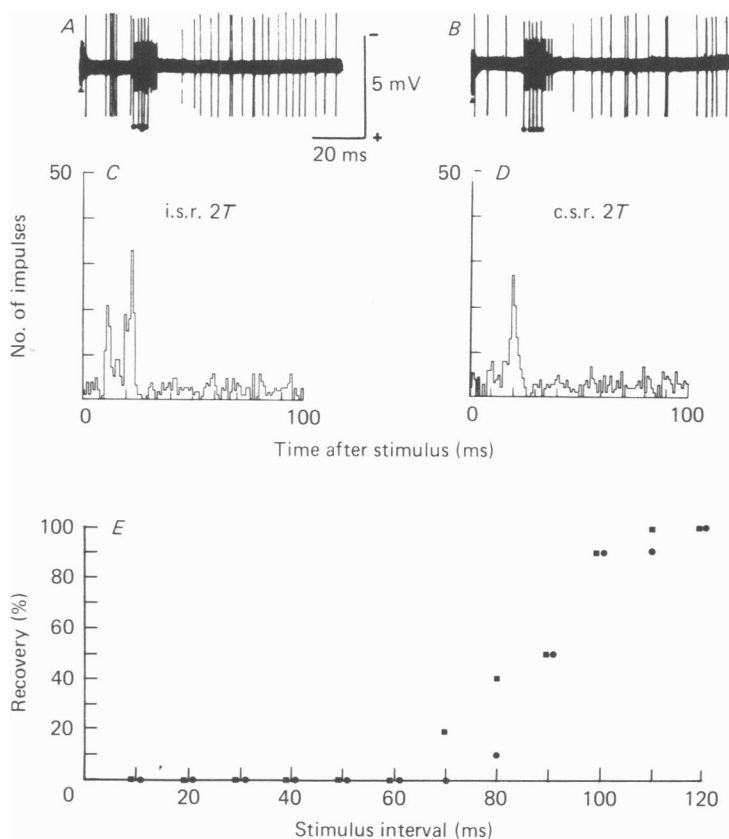 A
B
−
5 mV
+
20 ms
50
C
i.s.r. 2T
No. of impulses
0
100
50
D
c.s.r. 2T
0
100
Time after stimulus (ms)
100
E
80
60
40
20
0
Recovery (%)
20
40
60
80
100
120
Stimulus interval (ms)